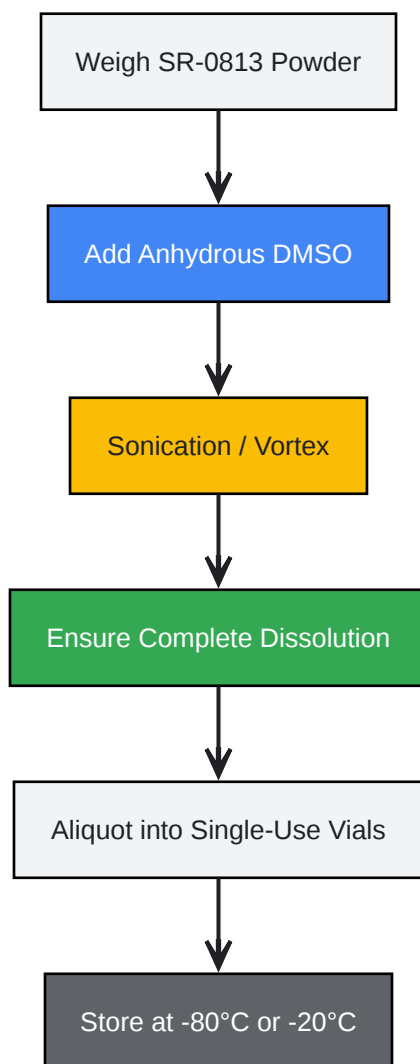 Weigh SR-0813 Powder
Add Anhydrous DMSO
Sonication / Vortex
Ensure Complete Dissolution
Aliquot into Single-Use Vials
Store at -80°C or -20°C